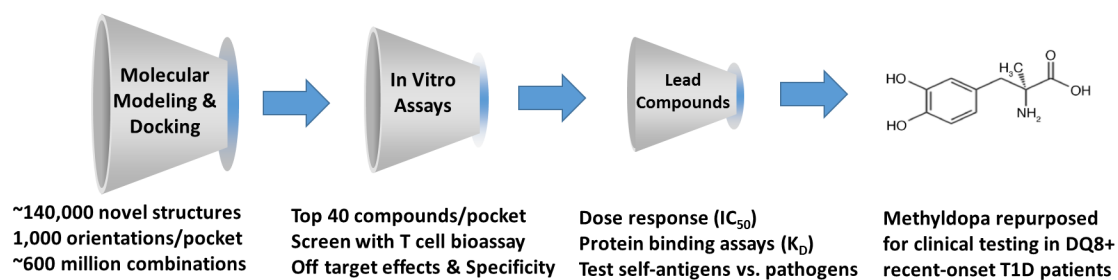 Molecular
Modeling &
Docking
In Vitro
Assays
Lead
Compounds
H₃C
O
OH
HO
HO
NH₂
~140,000 novel structures
1,000 orientations/pocket
~600 million combinations
Top 40 compounds/pocket
Screen with T cell bioassay
Off target effects & Specificity
Dose response (IC₅₀)
Protein binding assays (K_D)
Test self-antigens vs. pathogens
Methyldopa repurposed
for clinical testing in DQ8+
recent-onset T1D patients